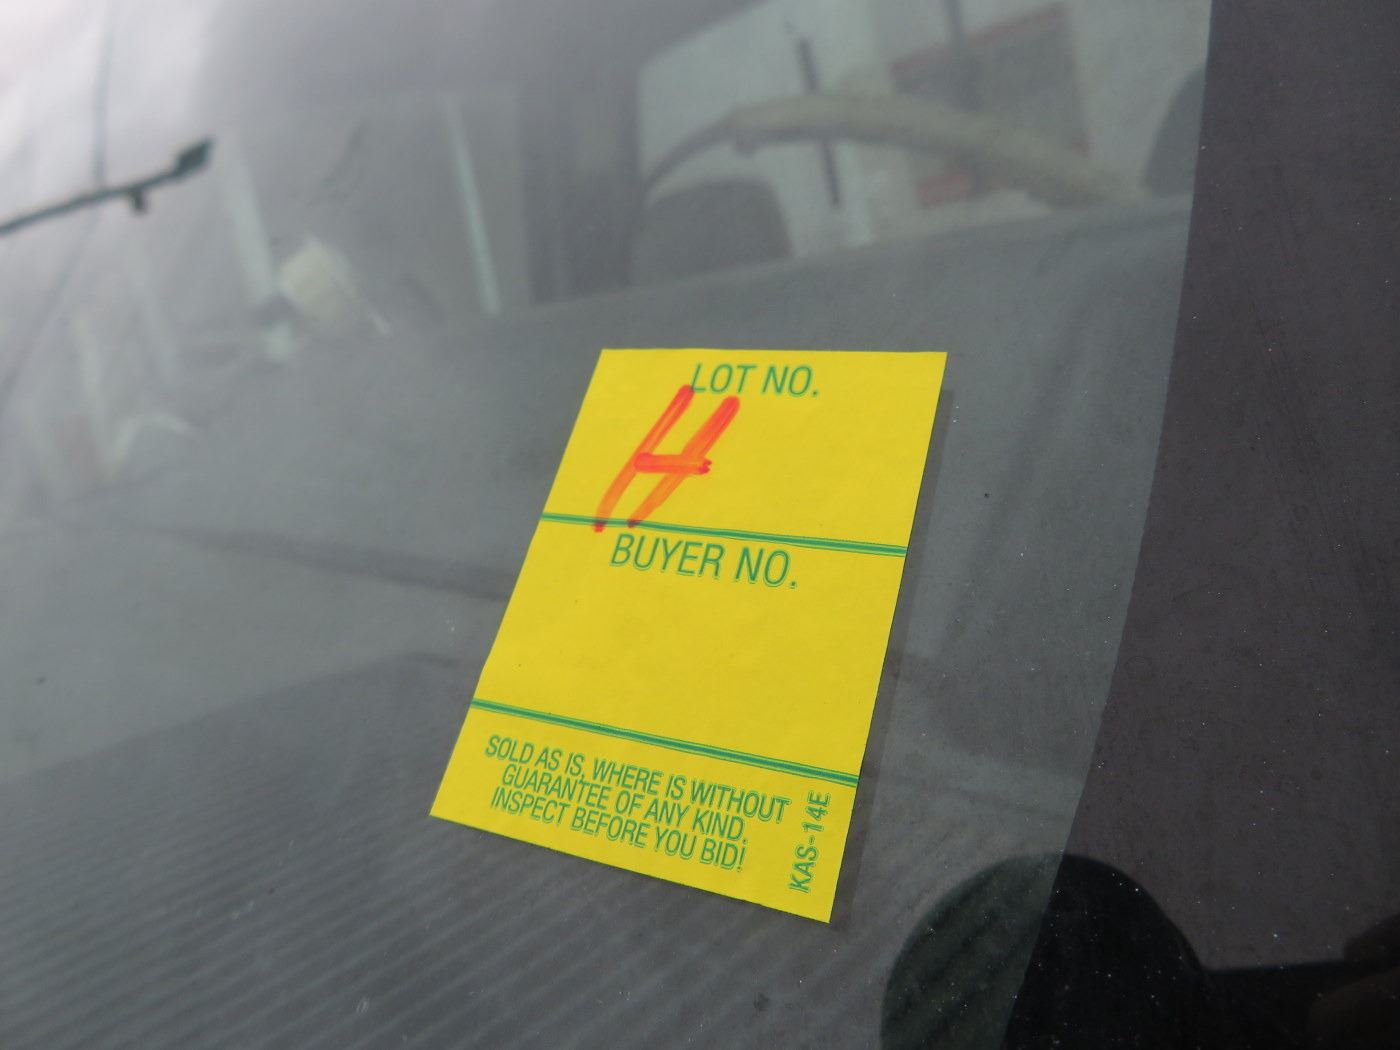 LOT NO.
H
BUYER NO.
SOLD AS IS, WHERE IS WITHOUT
GUARANTEE OF ANY KIND.
INSPECT BEFORE YOU BID!
KAS-14E